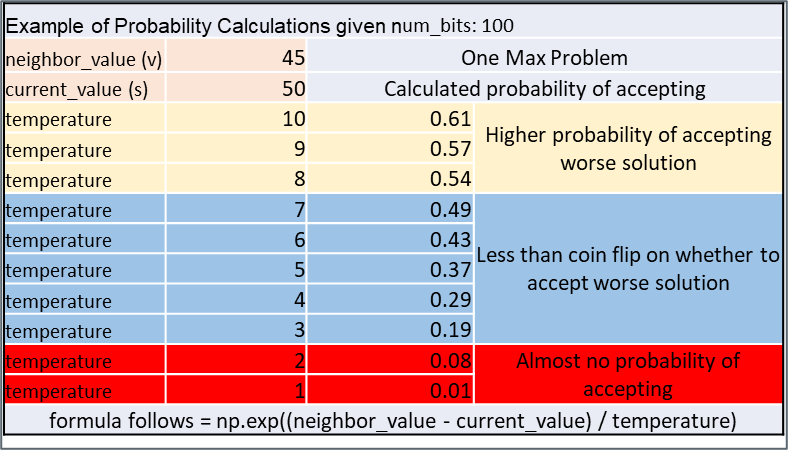 Example of Probability Calculations given num_bits: 100
neighbor_value (v) 45 One Max Problem
current_value (s) 50 Calculated probability of accepting
temperature 10 0.61
temperature 9 0.57
temperature 8 0.54
Higher probability of accepting
worse solution
temperature 7 0.49
temperature 6 0.43
temperature 5 0.37
temperature 4 0.29
temperature 3 0.19
Less than coin flip on whether to
accept worse solution
temperature 2 0.08
temperature 1 0.01
Almost no probability of
accepting
formula follows = np.exp((neighbor_value - current_value) / temperature)